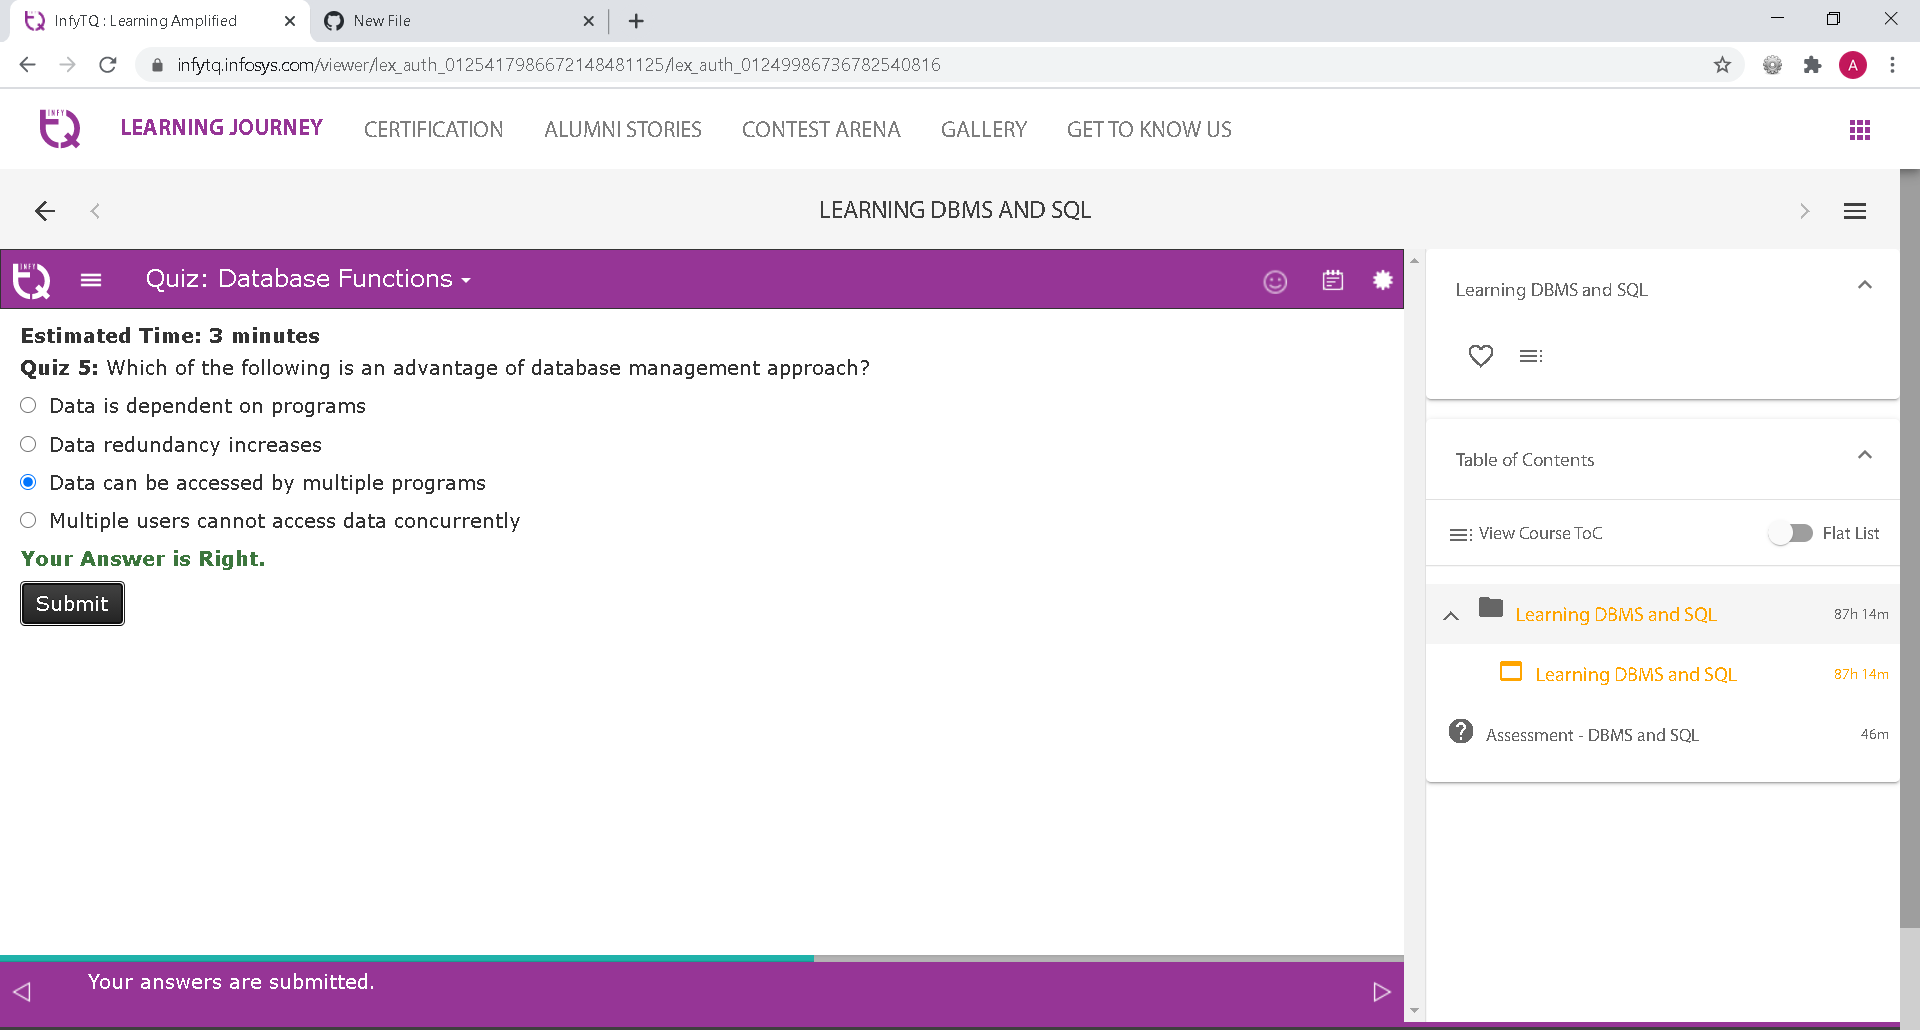 InfyTQ : Learning Amplified
New File
infytq.infosys.com/viewer/lex_auth_0125417986672148481125/lex_auth_01249986736782540816
A
INFY
TQ
LEARNING JOURNEY
CERTIFICATION
ALUMNI STORIES
CONTEST ARENA
GALLERY
GET TO KNOW US
LEARNING DBMS AND SQL
INFY
TQ
Quiz: Database Functions
Estimated Time: 3 minutes
Quiz 5: Which of the following is an advantage of database management approach?
Data is dependent on programs
Data redundancy increases
Data can be accessed by multiple programs
Multiple users cannot access data concurrently
Your Answer is Right.
Submit
Your answers are submitted.
Learning DBMS and SQL
Table of Contents
View Course ToC
Flat List
Learning DBMS and SQL 87h 14m
Learning DBMS and SQL 87h 14m
Assessment - DBMS and SQL 46m